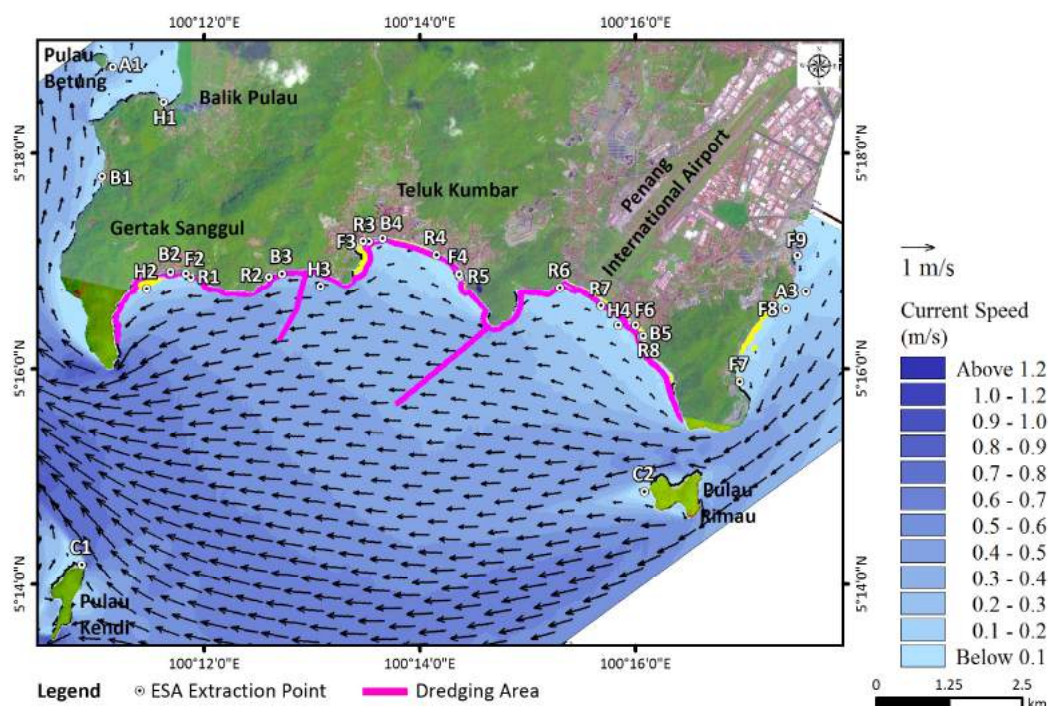 100°12'0"E
100°14'0"E
100°16'0"E
Pulau
Betung
A1
Balik Pulau
H1
5°18'0"N
5°18'0"N
B1
Teluk Kumbar
Penang
International Airport
Gertak Sanggul
B2
F2
H2
R1
R2
B3
H3
F3
R3
B4
R4
F4
R5
R6
R7
H4
F6
B5
R8
F9
A3
F8
F7
5°16'0"N
5°16'0"N
C2
Pulau
Rimau
C1
Pulau
Kendi
5°14'0"N
5°14'0"N
100°12'0"E
100°14'0"E
100°16'0"E
1 m/s
Current Speed
(m/s)
Above 1.2
1.0 - 1.2
0.9 - 1.0
0.8 - 0.9
0.7 - 0.8
0.6 - 0.7
0.5 - 0.6
0.4 - 0.5
0.3 - 0.4
0.2 - 0.3
0.1 - 0.2
Below 0.1
0 1.25 2.5
km
Legend ESA Extraction Point Dredging Area